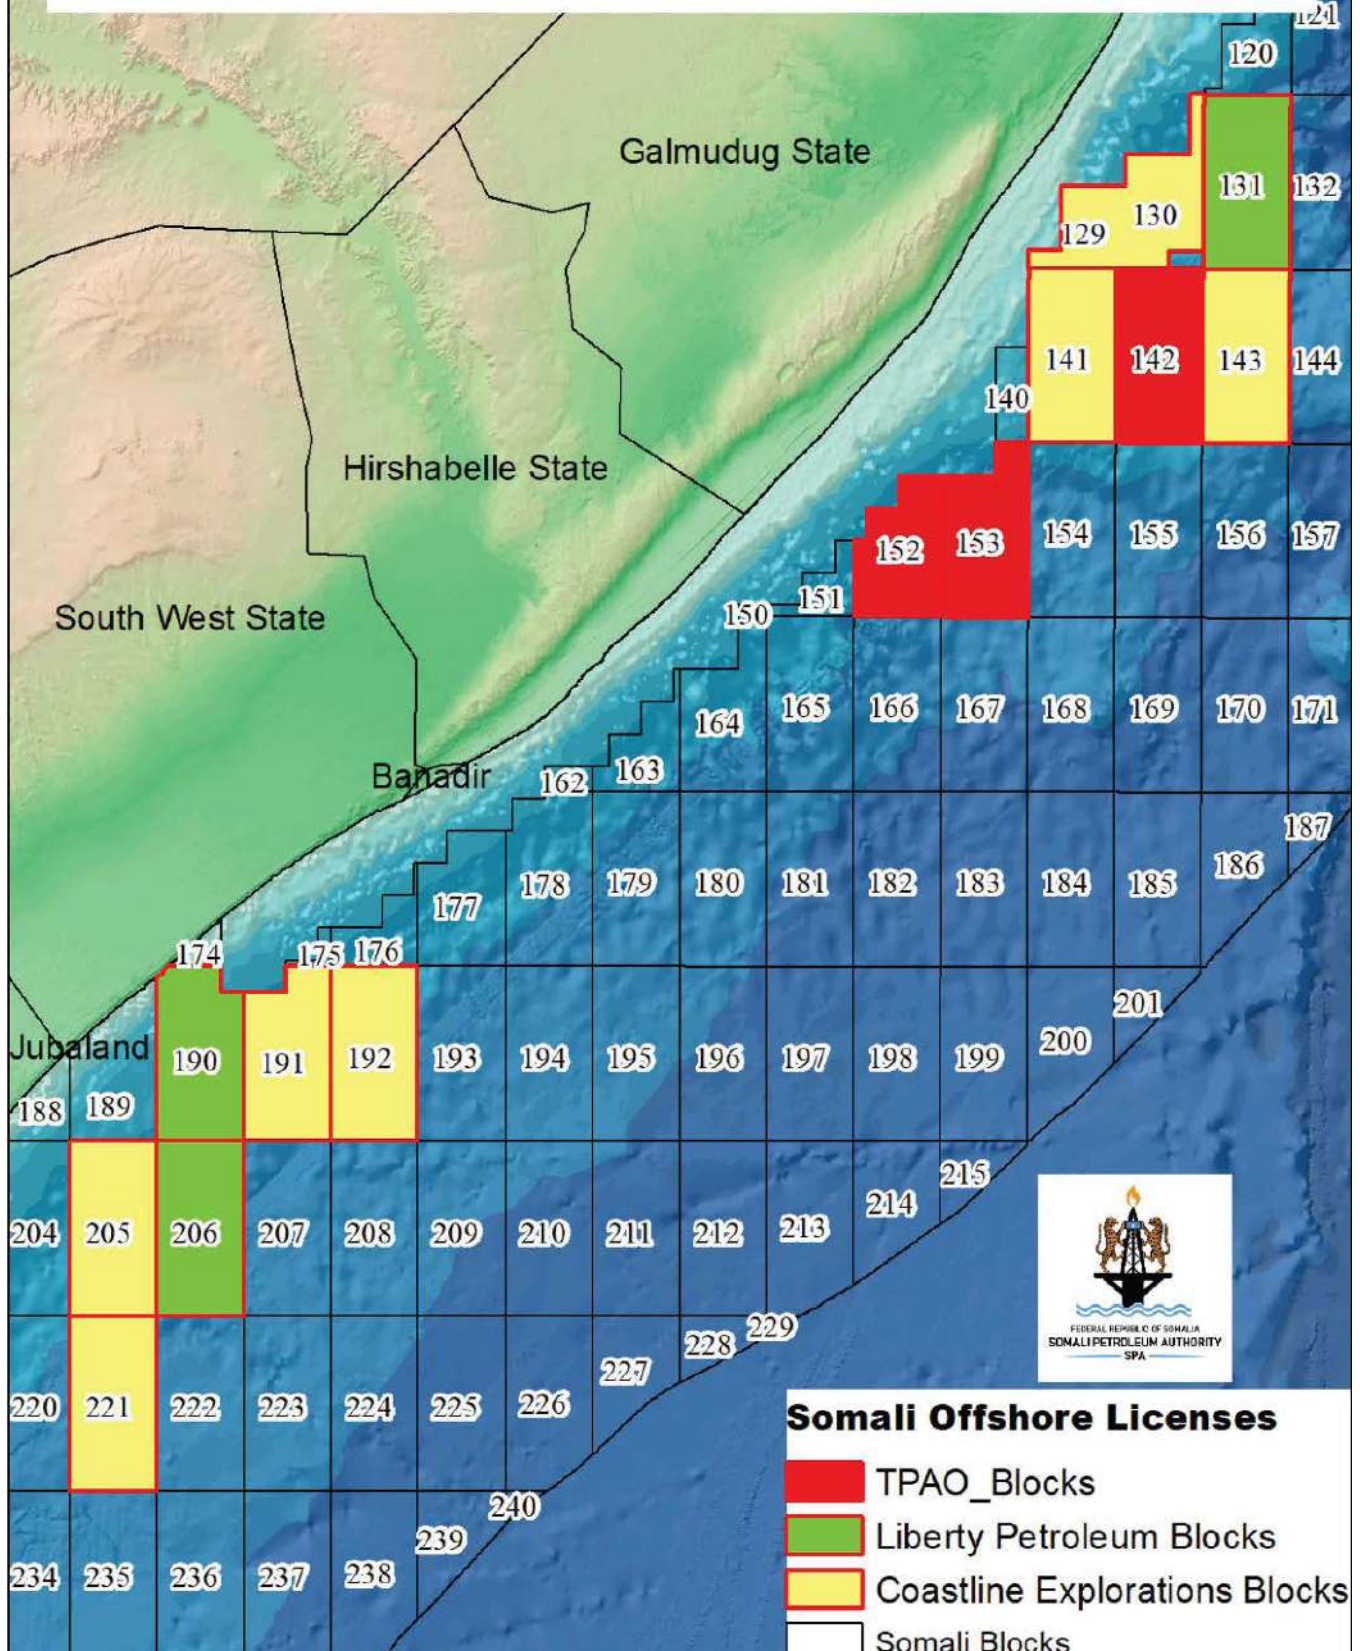 121
120
Galmudug State
131 132
129 130
141 142 143 144
140
Hirshabelle State
152 153 154 155 156 157
South West State
150 151
164 165 166 167 168 169 170 171
Banadir 162 163
187
177 178 179 180 181 182 183 184 185 186
174 175 176
Jubaland 190 191 192 193 194 195 196 197 198 199 200 201
188 189
204 205 206 207 208 209 210 211 212 213 214 215
FEDERAL REPUBLIC OF SOMALIA
SOMALI PETROLEUM AUTHORITY
SPA
220 221 222 223 224 225 226 227 228 229
Somali Offshore Licenses
TPAO_Blocks
Liberty Petroleum Blocks
Coastline Explorations Blocks
Somali Blocks
234 235 236 237 238 239 240